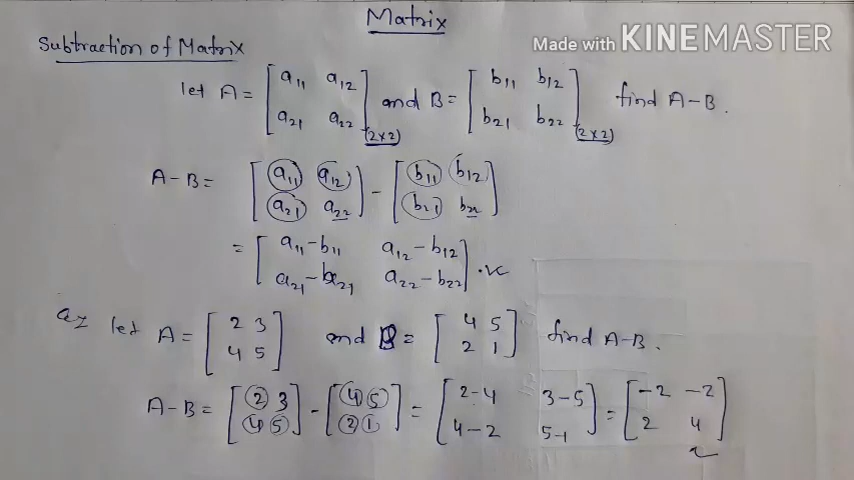 Matrix
Made with KINEMASTER
Subtraction of Matrix
let A = [a₁₁ a₁₂ and B = [b₁₁ b₁₂ find A-B.
a₂₁ a₂₂](2×2) b₂₁ b₂₂](2×2)
A-B = [a₁₁ a₁₂ - [b₁₁ b₁₂
a₂₁ a₂₂] b₂₁ b₂₂]
= [a₁₁-b₁₁ a₁₂-b₁₂
a₂₁-b₂₁ a₂₂-b₂₂].
let A = [2 3 and B = [4 5 find A-B.
4 5] 2 1]
A-B = [2 3 - [4 5 = [2-4 3-5 = [-2 -2
4 5] 2 1] 4-2 5-1] 2 4]